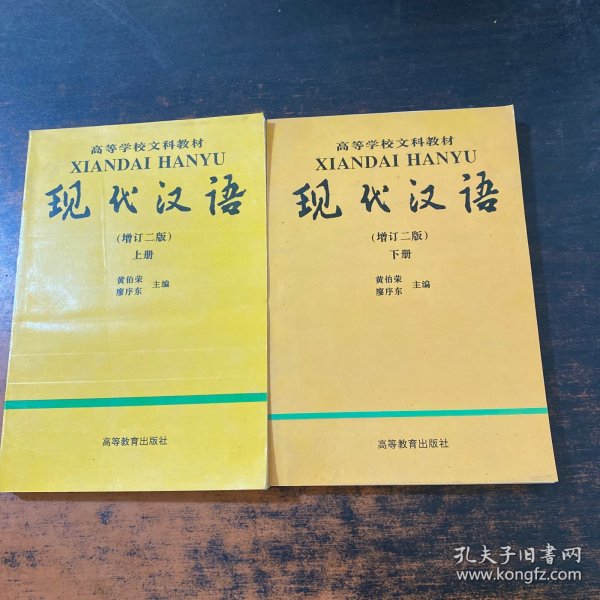 高等学校文科教材
XIANDAI HANYU
现代汉语
(增订二版)
上册
黄伯荣
廖序东
主编
高等教育出版社
高等学校文科教材
XIANDAI HANYU
现代汉语
(增订二版)
下册
黄伯荣
廖序东
主编
高等教育出版社
孔夫子旧书网
www.kongfz.com